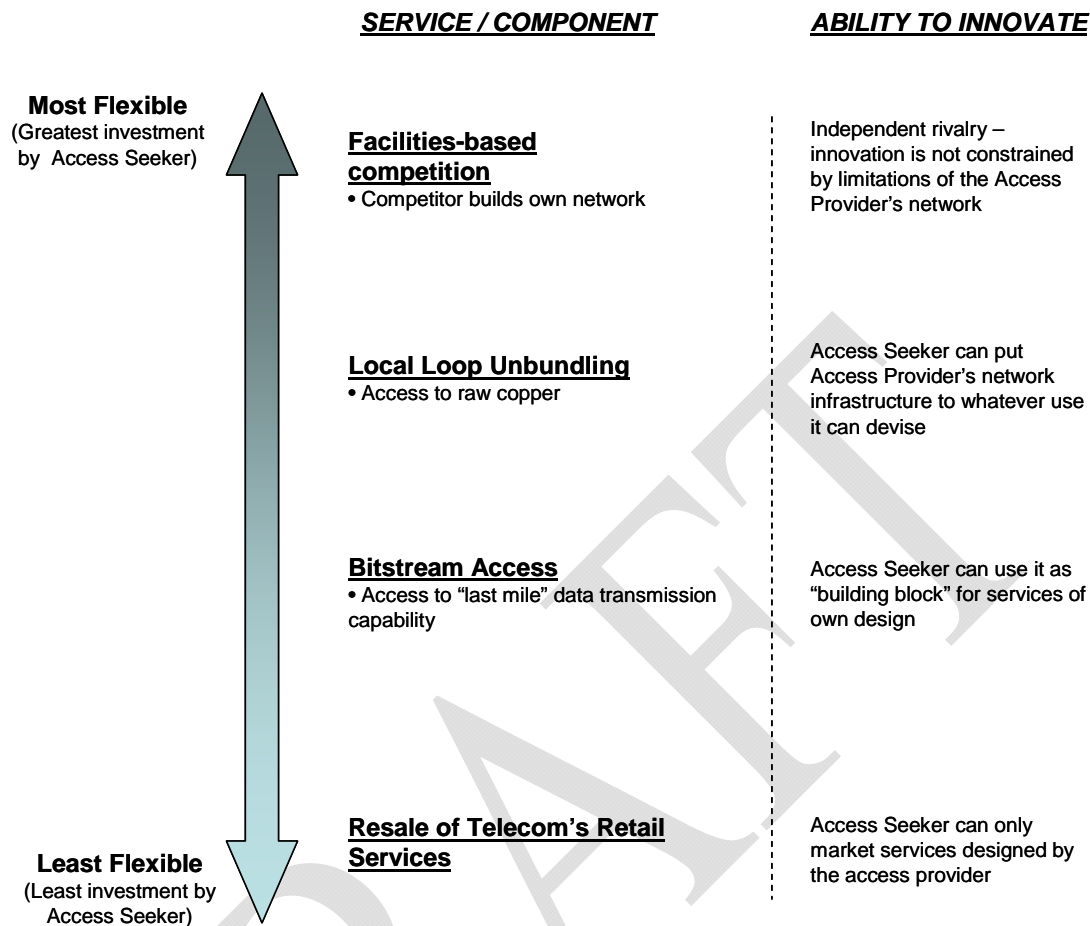 SERVICE / COMPONENT
ABILITY TO INNOVATE
Most Flexible
(Greatest investment
by Access Seeker)
Facilities-based
competition
• Competitor builds own network
Independent rivalry –
innovation is not constrained
by limitations of the Access
Provider's network
Local Loop Unbundling
• Access to raw copper
Access Seeker can put
Access Provider's network
infrastructure to whatever use
it can devise
Bitstream Access
• Access to “last mile” data transmission
capability
Access Seeker can use it as
“building block” for services of
own design
Resale of Telecom's Retail
Services
Access Seeker can only
market services designed by
the access provider
Least Flexible
(Least investment by
Access Seeker)
DRAFT